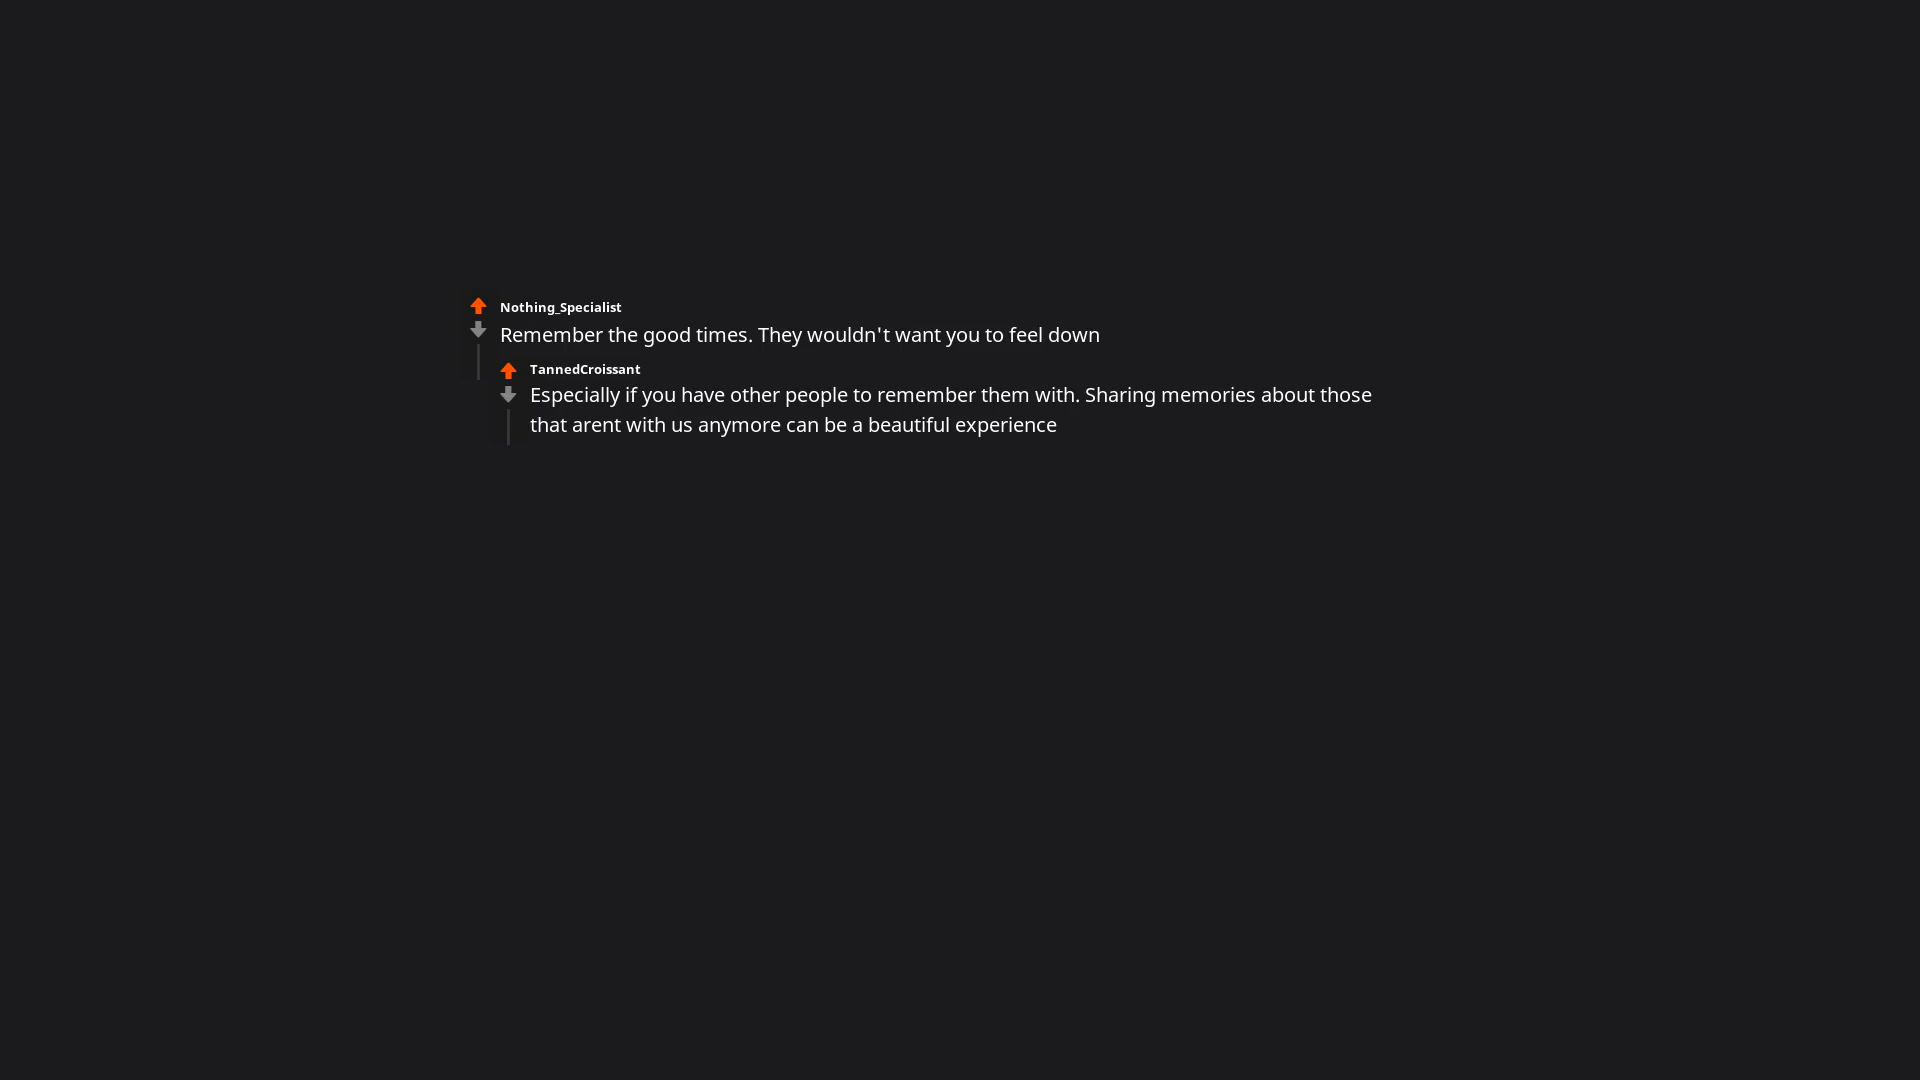 Nothing_Specialist
Remember the good times. They wouldn't want you to feel down
TannedCroissant
Especially if you have other people to remember them with. Sharing memories about those
that arent with us anymore can be a beautiful experience